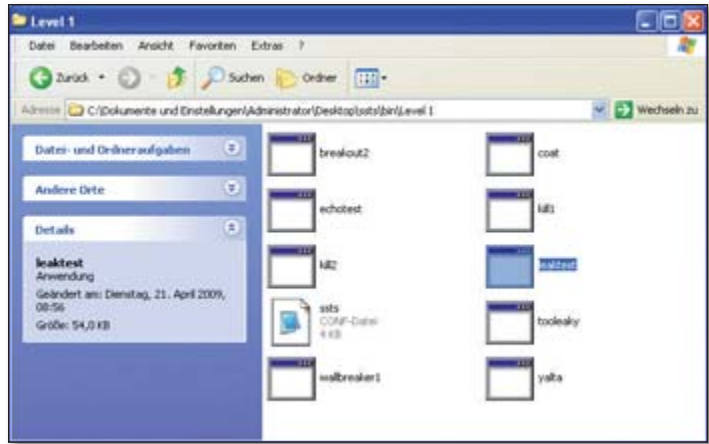 Level 1
Datei Bearbeiten Ansicht Favoriten Extras ?
Zurück Suchen Ordner
Adresse C:\Dokumente und Einstellungen\Administrator\Desktop\ssts\bin\Level 1 Wechseln zu
Datei- und Ordneraufgaben
Andere Orte
Details
leaktest
Anwendung
Geändert am: Dienstag, 21. April 2009,
08:56
Größe: 54,0 KB
breakout2 coat
echotest kill1
kill2 leaktest
ssts
CONF-Datei
4 KB
tooleaky
wallbreaker1 yalta